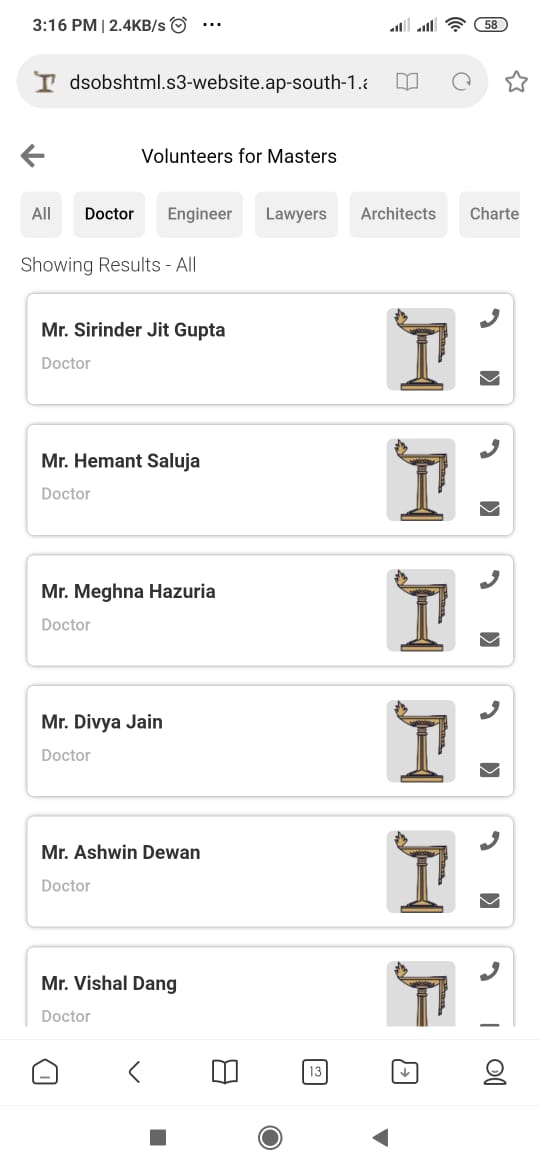 3:16 PM | 2.4KB/s ...
58
dsobshtml.s3-website.ap-south-1.a
Volunteers for Masters
All Doctor Engineer Lawyers Architects Charte
Showing Results - All
Mr. Sirinder Jit Gupta
Doctor
Mr. Hemant Saluja
Doctor
Mr. Meghna Hazuria
Doctor
Mr. Divya Jain
Doctor
Mr. Ashwin Dewan
Doctor
Mr. Vishal Dang
Doctor
13